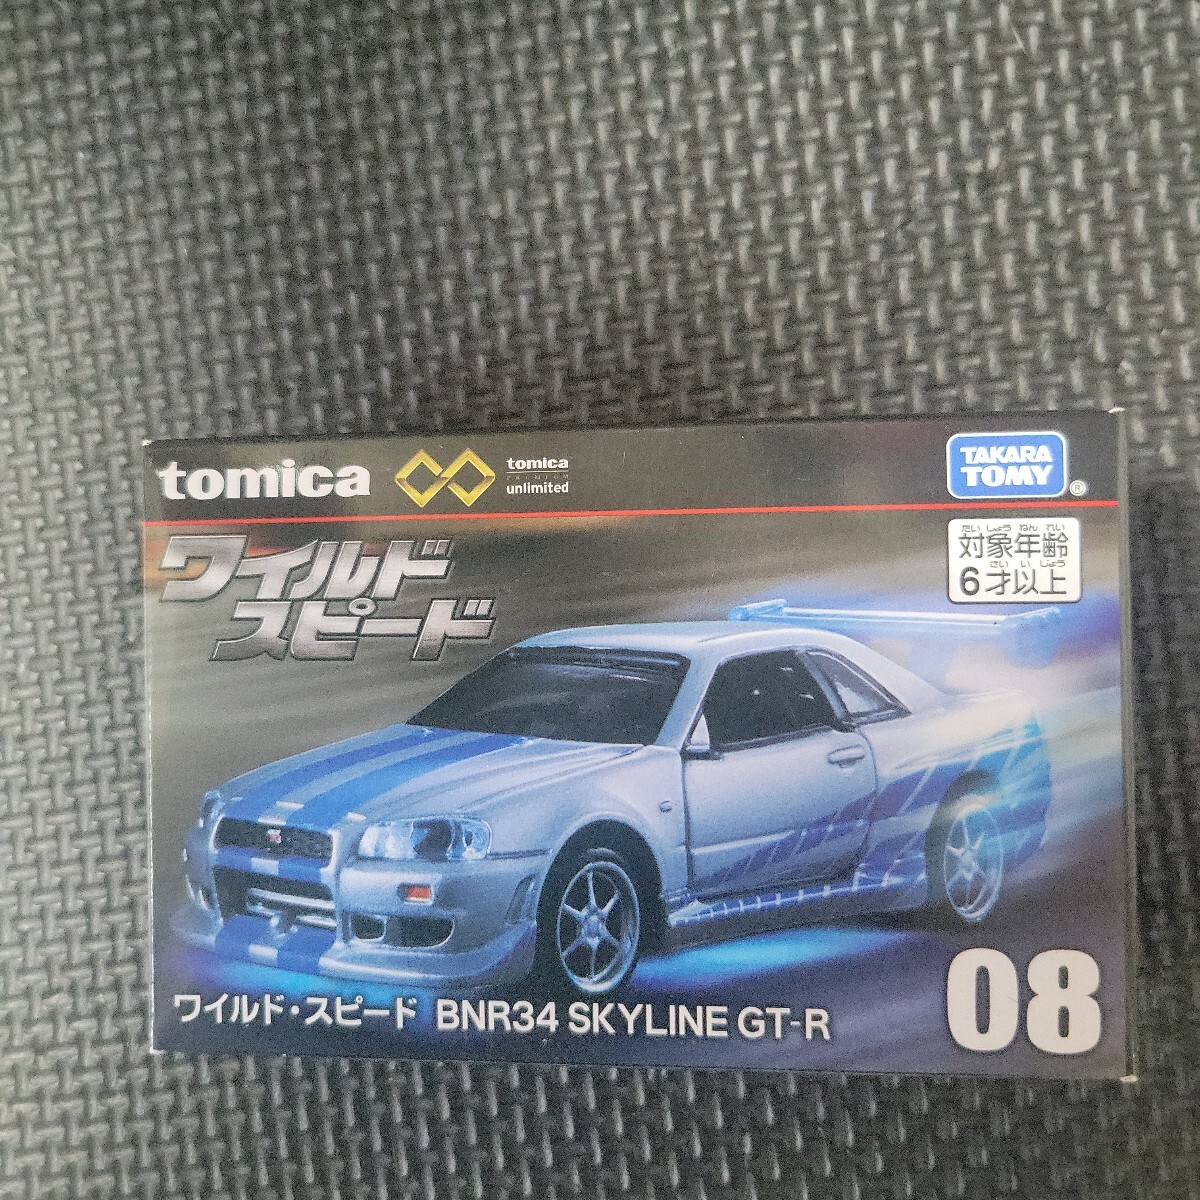 tomica
tomica
PREMIUM
unlimited
TAKARA
TOMY
®
たいしょう ねん れい
対象年齢
さい い じょう
6才以上
ワイルド
スピード
ワイルド・スピード BNR34 SKYLINE GT-R
08